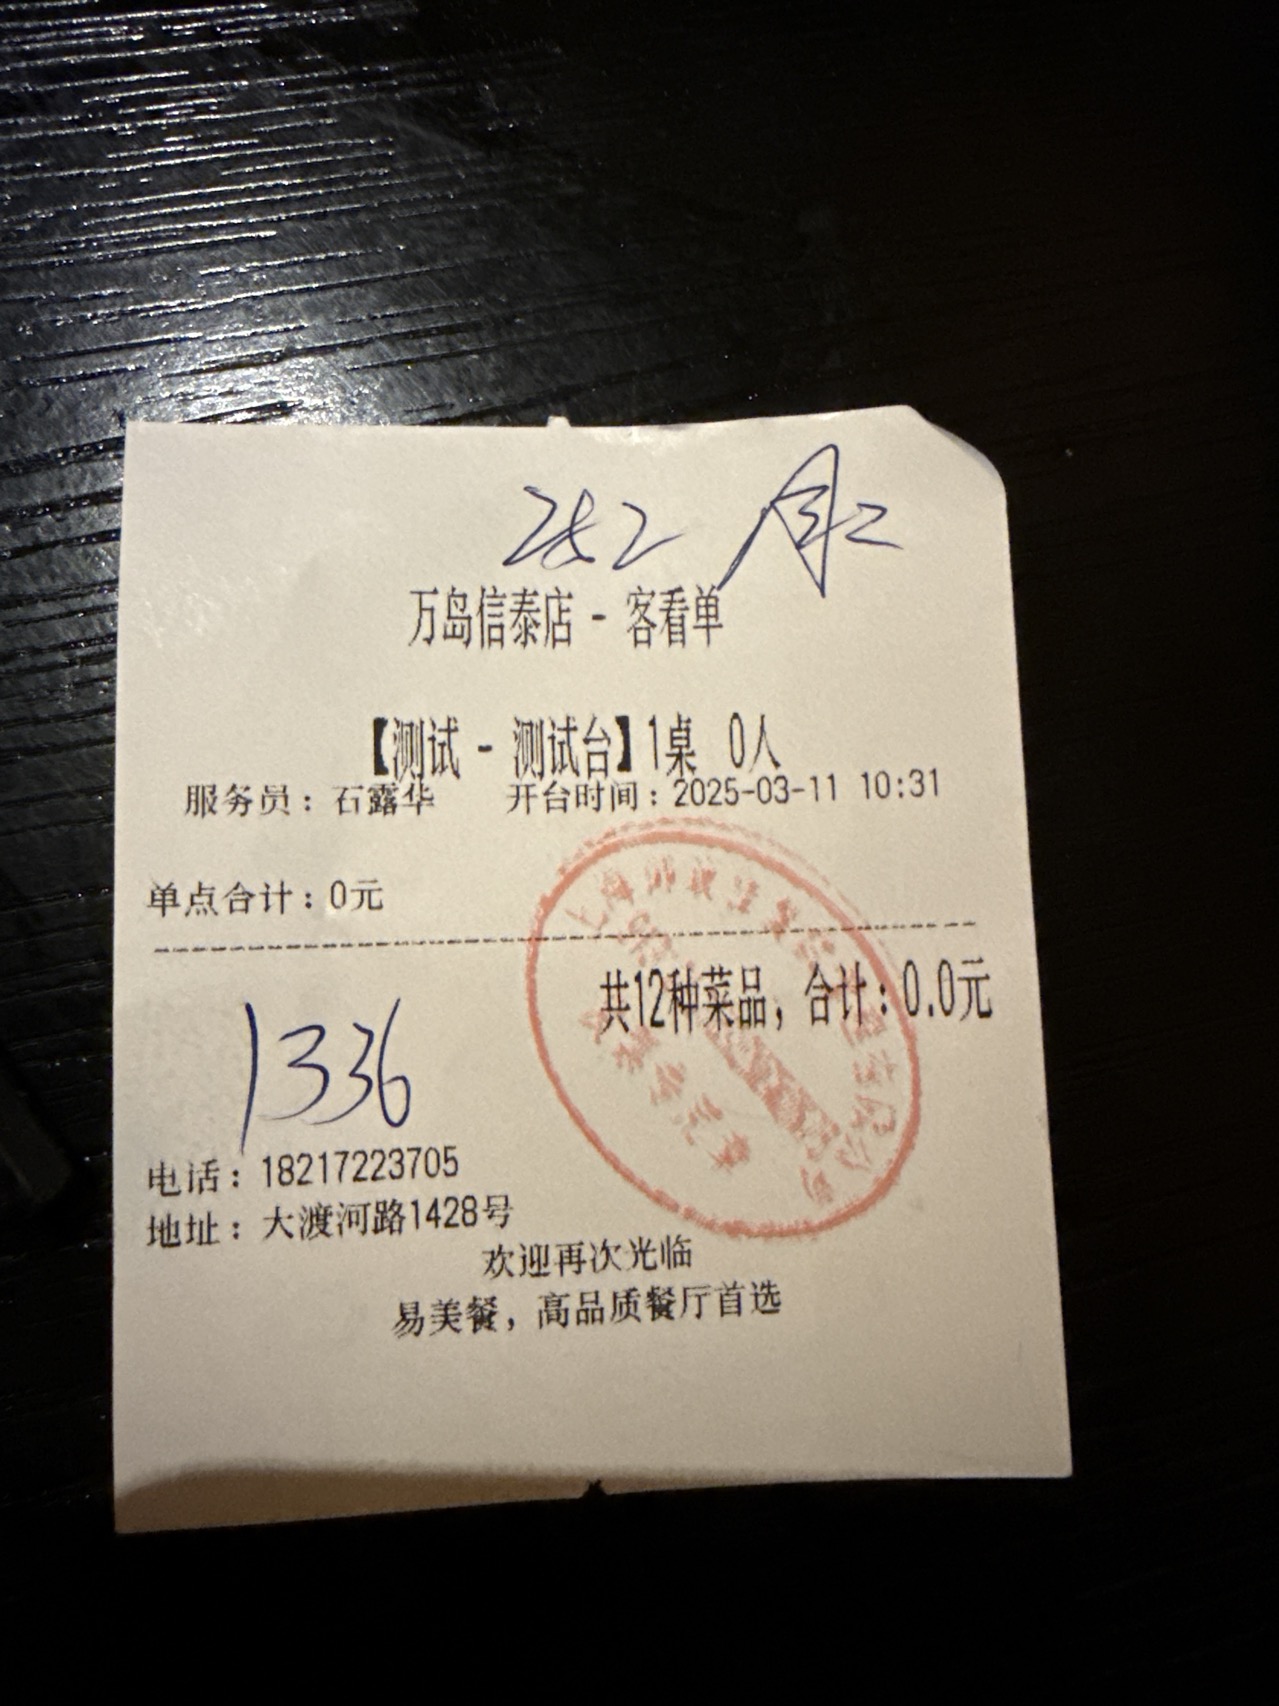 万岛信泰店 - 客看单
【测试 - 测试台】1桌 0人
服务员：石露华 开台时间：2025-03-11 10:31
单点合计：0元
共12种菜品，合计：0.0元
1336
电话：18217223705
地址：大渡河路1428号
欢迎再次光临
易美餐，高品质餐厅首选